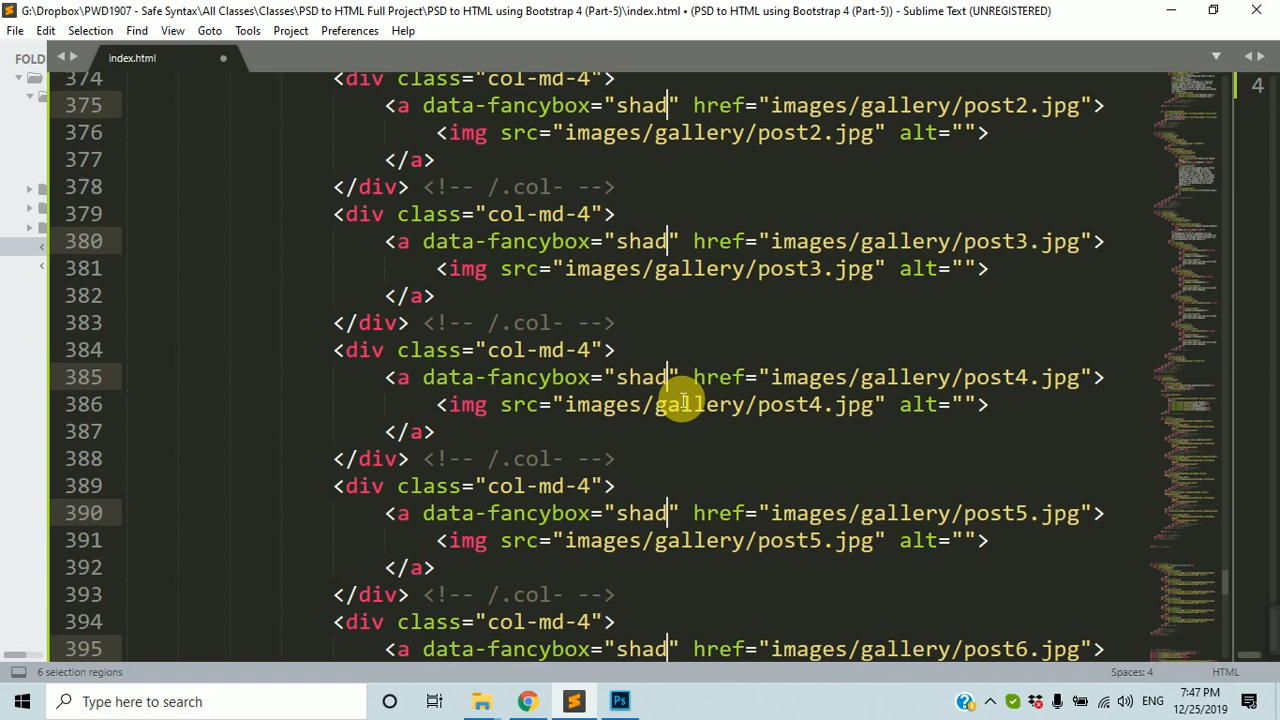 G:\Dropbox\PWD1907 - Safe Syntax\All Classes\Classes\PSD to HTML Full Project\PSD to HTML using Bootstrap 4 (Part-5)\index.html • (PSD to HTML using Bootstrap 4 (Part-5)) - Sublime Text (UNREGISTERED)
File Edit Selection Find View Goto Tools Project Preferences Help
FOLD
index.html
374 <div class="col-md-4">
375 <a data-fancybox="shad" href="images/gallery/post2.jpg">
376 <img src="images/gallery/post2.jpg" alt="">
377 </a>
378 </div> <!-- /.col- -->
379 <div class="col-md-4">
380 <a data-fancybox="shad" href="images/gallery/post3.jpg">
381 <img src="images/gallery/post3.jpg" alt="">
382 </a>
383 </div> <!-- /.col- -->
384 <div class="col-md-4">
385 <a data-fancybox="shad" href="images/gallery/post4.jpg">
386 <img src="images/gallery/post4.jpg" alt="">
387 </a>
388 </div> <!-- /.col- -->
389 <div class="col-md-4">
390 <a data-fancybox="shad" href="images/gallery/post5.jpg">
391 <img src="images/gallery/post5.jpg" alt="">
392 </a>
393 </div> <!-- /.col- -->
394 <div class="col-md-4">
395 <a data-fancybox="shad" href="images/gallery/post6.jpg">
4
6 selection regions
Spaces: 4
HTML
Type here to search
ENG
7:47 PM
12/25/2019